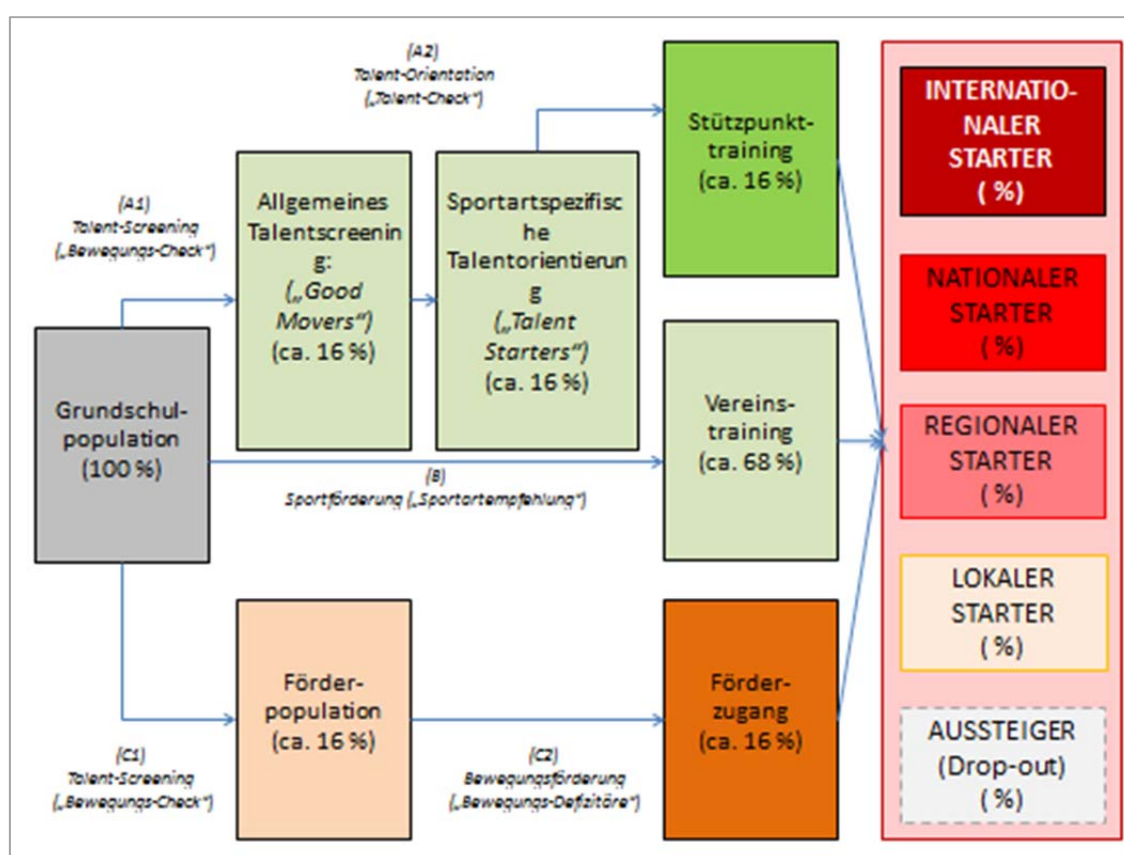 (A1)
Talent-Screening
(„Bewegungs-Check“)
(A2)
Talent-Orientation
(„Talent-Check“)
Grundschul-
population
(100 %)
Allgemeines
Talentscreenin
g:
(„Good
Movers“)
(ca. 16 %)
Sportartspezifisc
he
Talentorientierun
g
(„Talent
Starters“)
(ca. 16 %)
Stützpunkt-
training
(ca. 16 %)
(B)
Sportförderung („Sportartempfehlung“)
Vereins-
training
(ca. 68 %)
(C1)
Talent-Screening
(„Bewegungs-Check“)
Förder-
population
(ca. 16 %)
(C2)
Bewegungsförderung
(„Bewegungs-Defizitäre“)
Förder-
zugang
(ca. 16 %)
INTERNATIO-
NALER
STARTER
( %)
NATIONALER
STARTER
( %)
REGIONALER
STARTER
( %)
LOKALER
STARTER
( %)
AUSSTEIGER
(Drop-out)
( %)